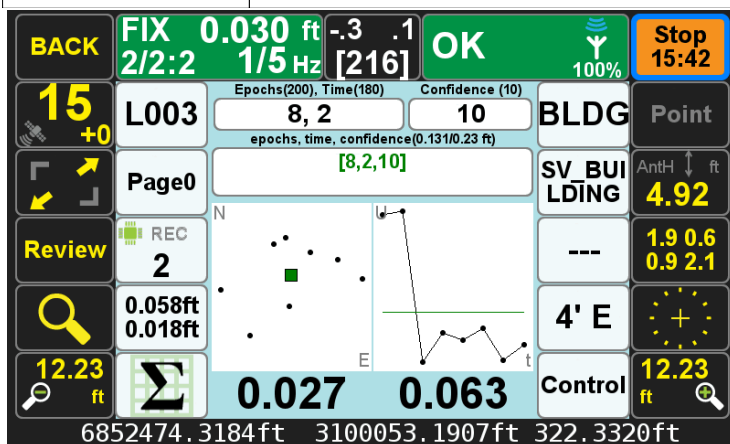 BACK
FIX 0.030 ft
2/2:2 1/5 Hz
-.3 .1
[216]
OK
100%
Stop
15:42
15
+0
L003
Epochs(200), Time(180)
8, 2
Confidence (10)
10
BLDG
Point
epochs, time, confidence(0.131/0.23 ft)
[8,2,10]
Page0
SV_BUI
LDING
AntH ft
4.92
Review
REC
2
N
E
U
t
---
1.9 0.6
0.9 2.1
0.058ft
0.018ft
4' E
12.23
ft
Σ
0.027
0.063
Control
12.23
ft
6852474.3184ft 3100053.1907ft 322.3320ft